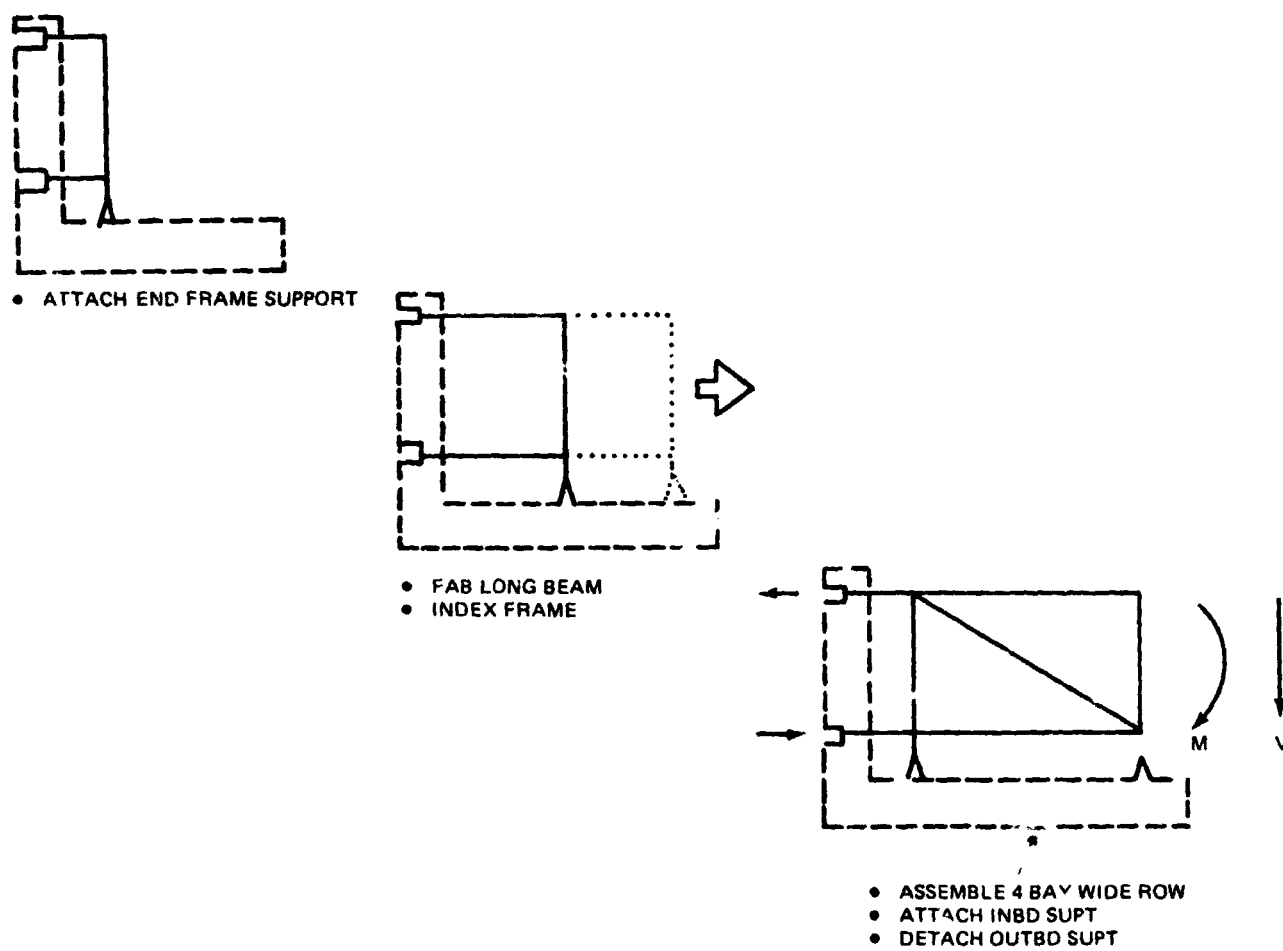 • ATTACH END FRAME SUPPORT
• FAB LONG BEAM
• INDEX FRAME
M
V
• ASSEMBLE 4 BAY WIDE ROW
• ATTACH INBD SUPT
• DETACH OUTBD SUPT